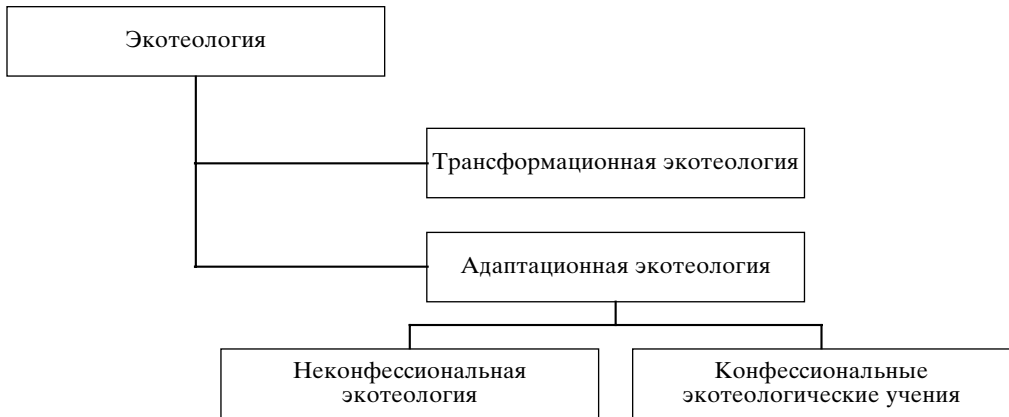 Экотеология
Трансформационная экотеология
Адаптационная экотеология
Неконфессиональная
экотеология
Конфессиональные
экотеологические учения